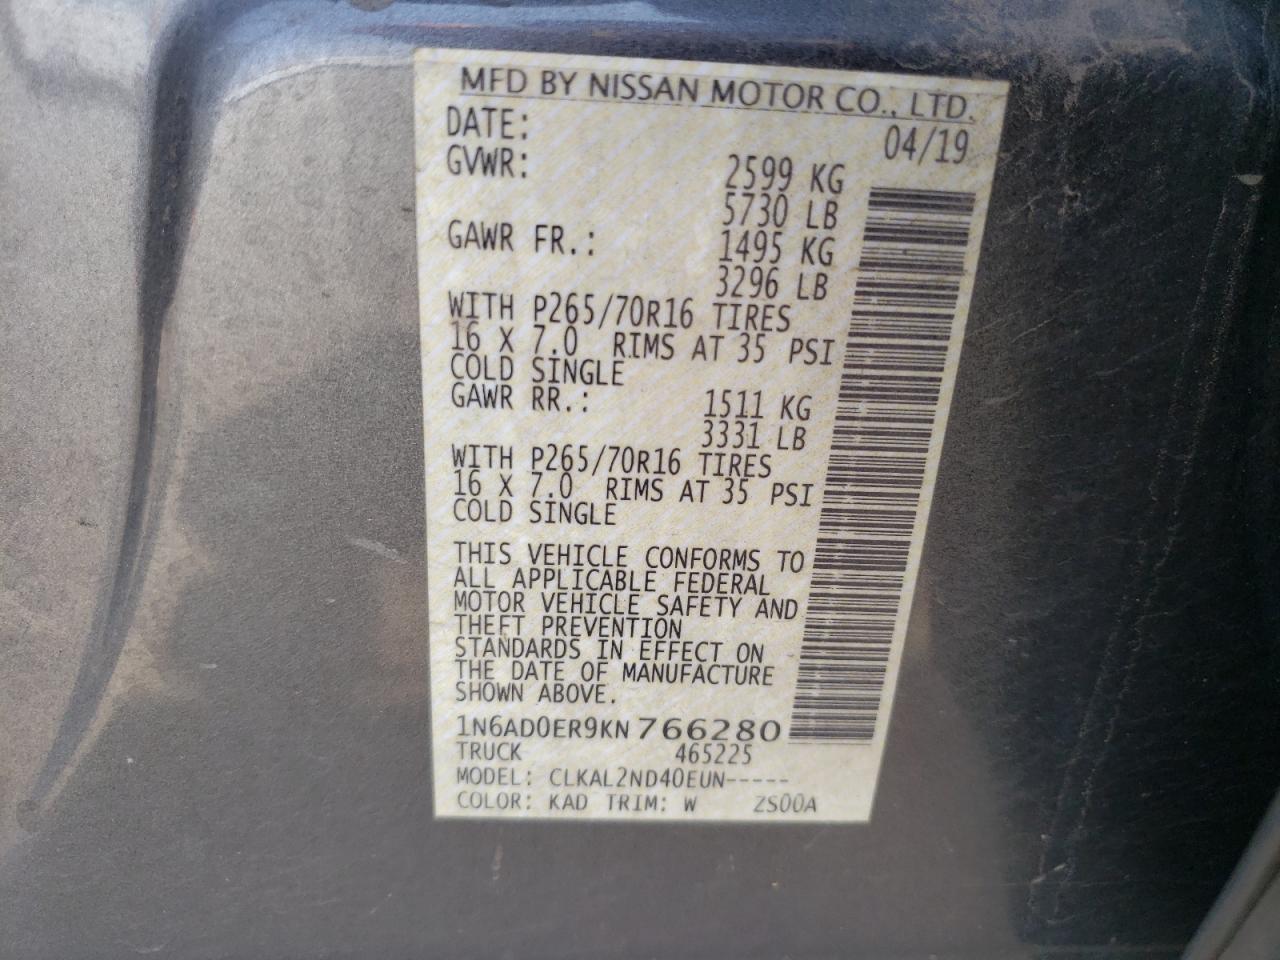 MFD BY NISSAN MOTOR CO., LTD.
DATE: 04/19
GVWR: 2599 KG
5730 LB
GAWR FR.: 1495 KG
3296 LB
WITH P265/70R16 TIRES
16 X 7.0 RIMS AT 35 PSI
COLD SINGLE
GAWR RR.: 1511 KG
3331 LB
WITH P265/70R16 TIRES
16 X 7.0 RIMS AT 35 PSI
COLD SINGLE
THIS VEHICLE CONFORMS TO
ALL APPLICABLE FEDERAL
MOTOR VEHICLE SAFETY AND
THEFT PREVENTION
STANDARDS IN EFFECT ON
THE DATE OF MANUFACTURE
SHOWN ABOVE.
1N6AD0ER9KN 766280
TRUCK 465225
MODEL: CLKAL2ND40EUN-----
COLOR: KAD TRIM: W ZS00A